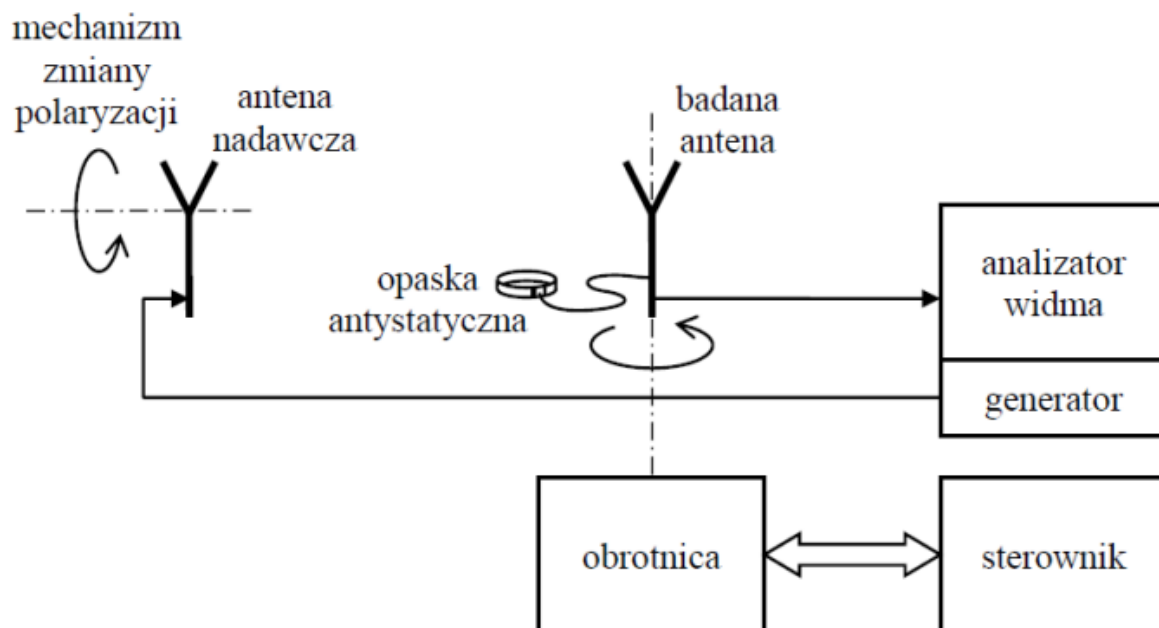 mechanizm
zmiany
polaryzacji
antena
nadawcza
badana
antena
opaska
antystatyczna
analizator
widma
generator
obrotnica
sterownik